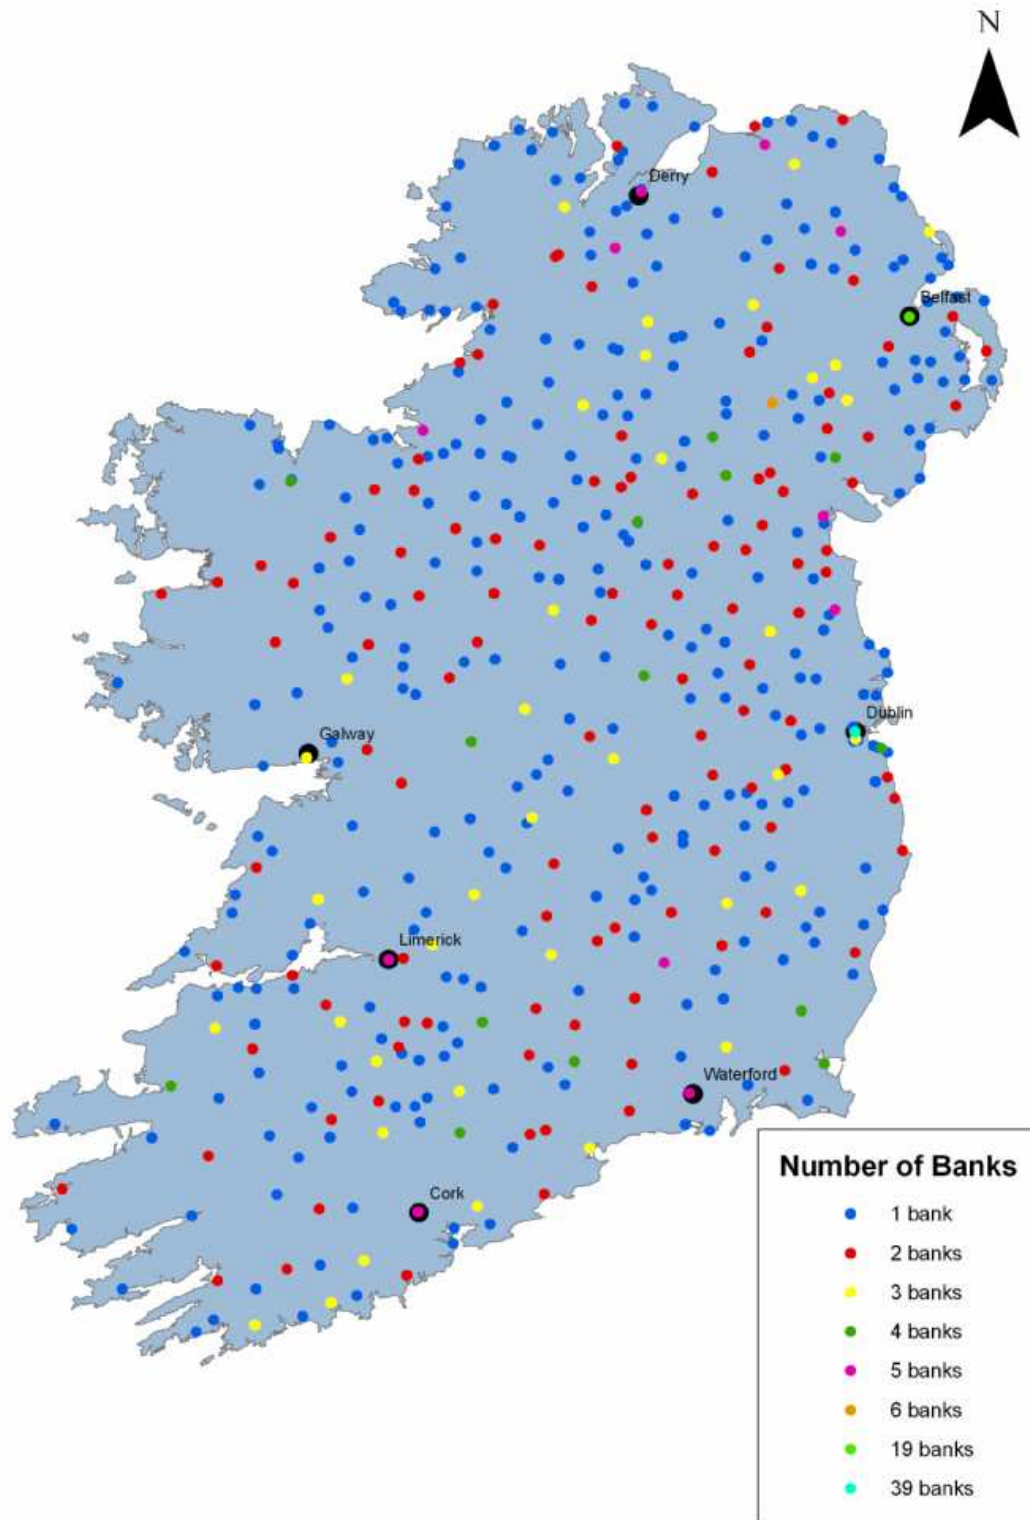 N
Derry
Belfast
Dublin
Galway
Limerick
Waterford
Cork
Number of Banks
1 bank
2 banks
3 banks
4 banks
5 banks
6 banks
19 banks
39 banks